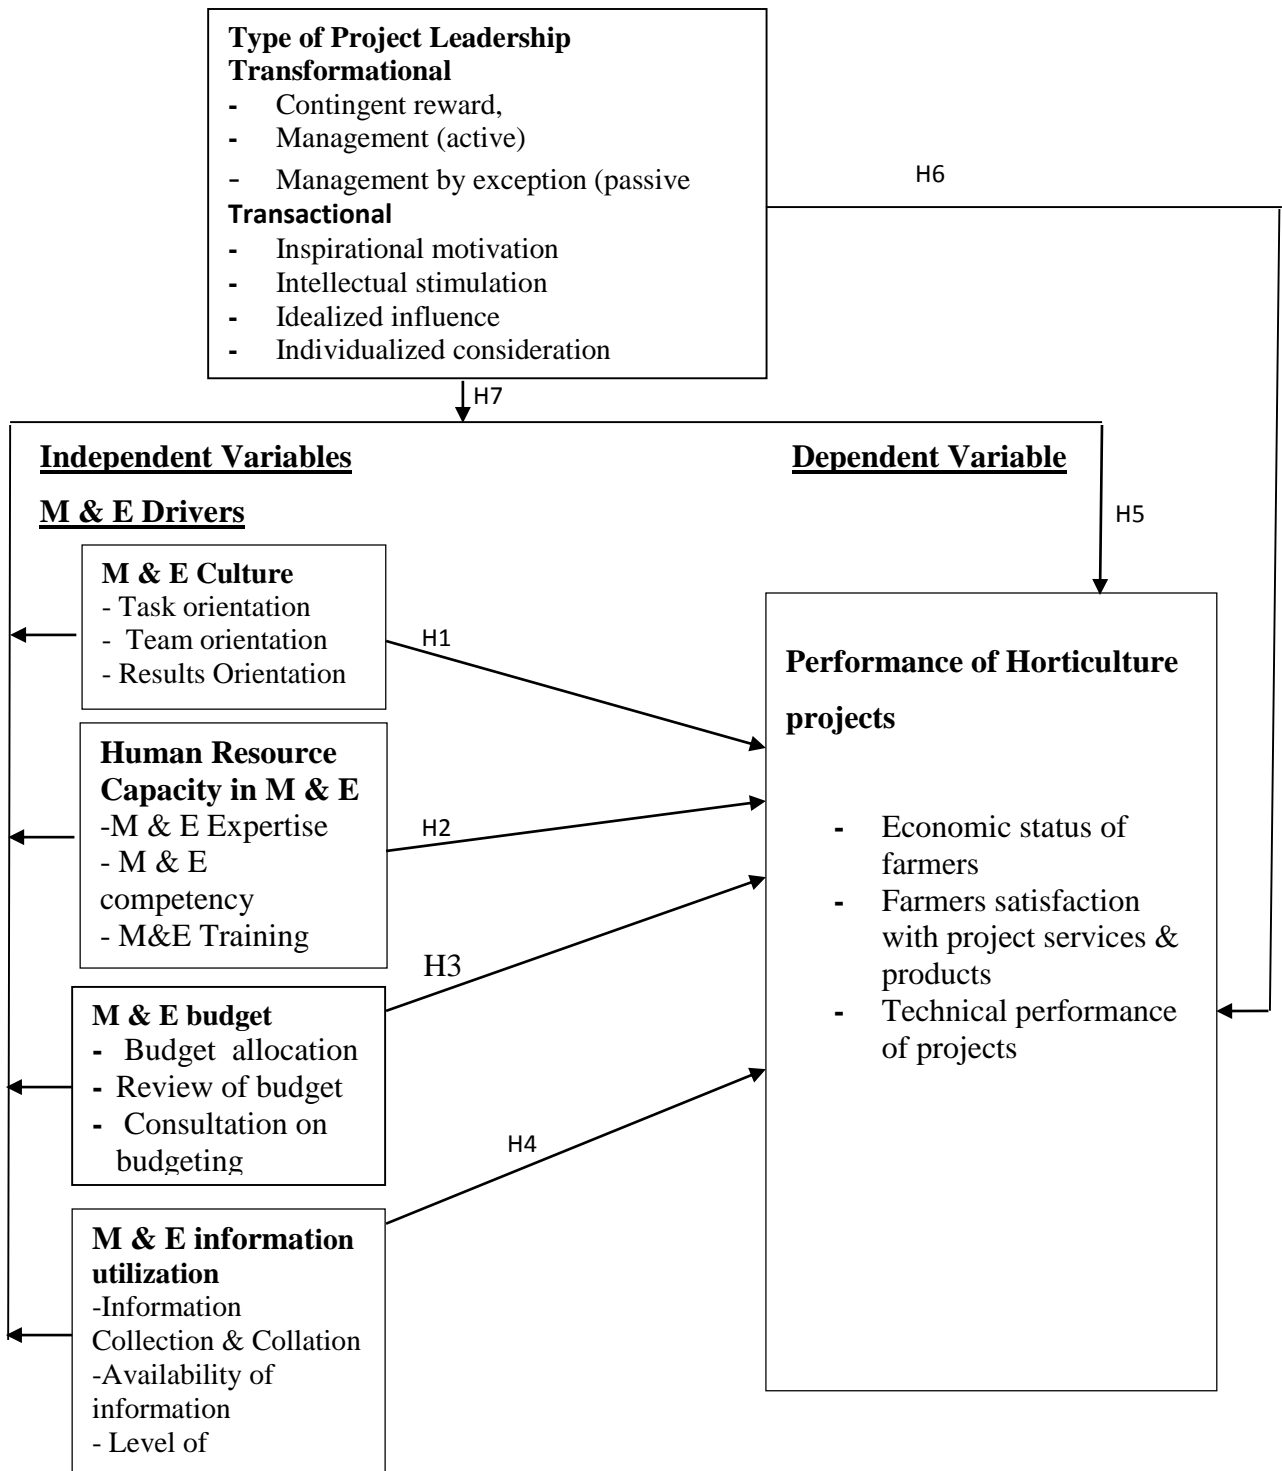 Type of Project Leadership
Transformational
- Contingent reward,
- Management (active)
- Management by exception (passive
Transactional
- Inspirational motivation
- Intellectual stimulation
- Idealized influence
- Individualized consideration
H6
H7
Independent Variables
Dependent Variable
M & E Drivers
H5
M & E Culture
- Task orientation
- Team orientation
- Results Orientation
H1
Human Resource
Capacity in M & E
-M & E Expertise
- M & E
competency
- M&E Training
H2
M & E budget
- Budget allocation
- Review of budget
- Consultation on
budgeting
H3
M & E information
utilization
-Information
Collection & Collation
-Availability of
information
- Level of
H4
Performance of Horticulture
projects
- Economic status of
farmers
- Farmers satisfaction
with project services &
products
- Technical performance
of projects